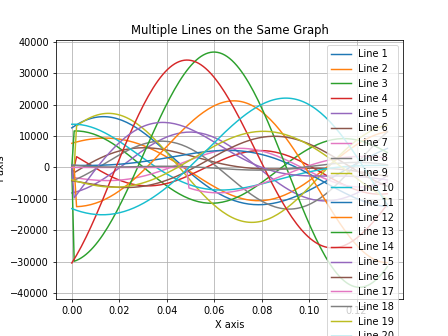 Multiple Lines on the Same Graph
40000
30000
20000
10000
0
−10000
−20000
−30000
−40000
0.00
0.02
0.04
0.06
0.08
0.10
X axis
Line 1
Line 2
Line 3
Line 4
Line 5
Line 6
Line 7
Line 8
Line 9
Line 10
Line 11
Line 12
Line 13
Line 14
Line 15
Line 16
Line 17
Line 18
Line 19
Line 20